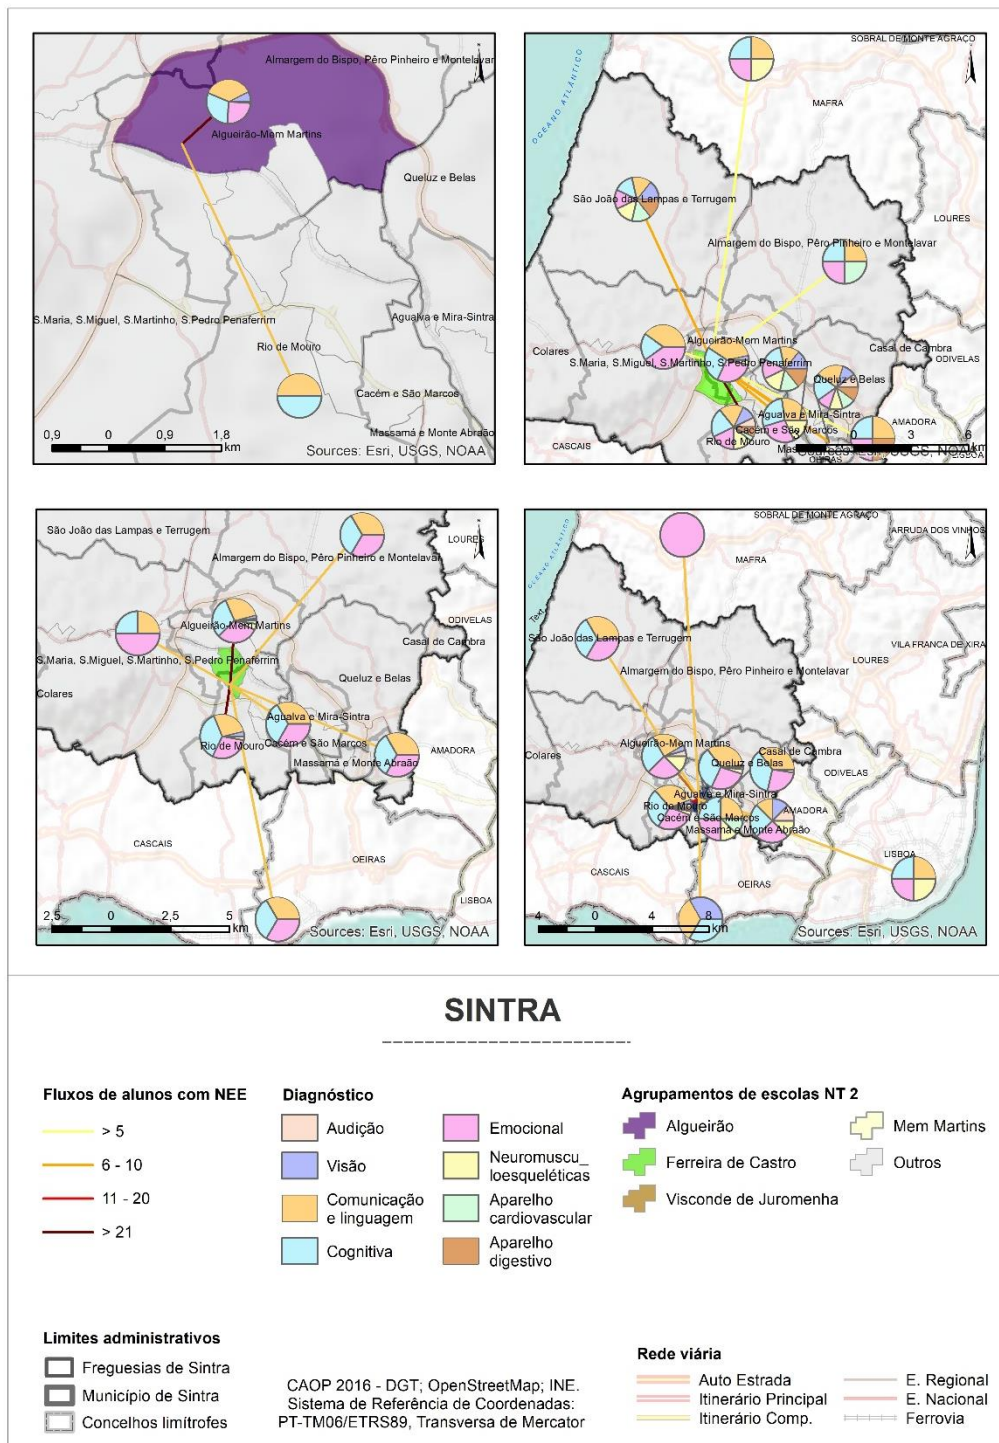 Almargem do Bispo, Pêro Pinheiro e Montelavar
Algueirão-Mem Martins
Queluz e Belas
S.Maria, S.Miguel, S.Martinho, S.Pedro Penaferrim
Agualva e Mira-Sintra
Rio de Mouro
Cacém e São Marcos
Massamá e Monte Abraão
0,9 0 0,9 1,8
km
Sources: Esri, USGS, NOAA
SOBRAL DE MONTE AGRAÇO
OCEANO ATLÂNTICO
MAFRA
São João das Lampas e Terrugem
LOURES
Almargem do Bispo, Pêro Pinheiro e Montelavar
Algueirão-Mem Martins
Colares
S.Maria, S.Miguel, S.Martinho, S.Pedro Penaferrim
Casal de Cambra
ODIVELAS
Queluz e Belas
Agualva e Mira-Sintra
AMADORA
Cacém e São Marcos
Rio de Mouro
0 3 6
km
CASCAIS
OEIRAS
LISBOA
Sources: Esri, USGS, NOAA
São João das Lampas e Terrugem
LOURES
Almargem do Bispo, Pêro Pinheiro e Montelavar
ODIVELAS
Algueirão-Mem Martins
Casal de Cambra
S.Maria, S.Miguel, S.Martinho, S.Pedro Penaferrim
Queluz e Belas
Colares
Agualva e Mira-Sintra
Rio de Mouro
Cacém e São Marcos
AMADORA
Massamá e Monte Abraão
CASCAIS
OEIRAS
LISBOA
2,5 0 2,5 5
km
Sources: Esri, USGS, NOAA
SOBRAL DE MONTE AGRAÇO
ARRUDA DOS VINHOS
OCEANO ATLÂNTICO
MAFRA
Text
São João das Lampas e Terrugem
VILA FRANCA DE XIRA
LOURES
Almargem do Bispo, Pêro Pinheiro e Montelavar
Algueirão-Mem Martins
Colares
Casal de Cambra
Queluz e Belas
ODIVELAS
Agualva e Mira-Sintra
Rio de Mouro
AMADORA
Cacém e São Marcos
Massamá e Monte Abraão
LISBOA
CASCAIS
OEIRAS
4 0 4 8
km
Sources: Esri, USGS, NOAA
SINTRA
Fluxos de alunos com NEE
> 5
6 - 10
11 - 20
> 21
Diagnóstico
Audição
Visão
Comunicação
e linguagem
Cognitiva
Emocional
Neuromuscu_
loesqueléticas
Aparelho
cardiovascular
Aparelho
digestivo
Agrupamentos de escolas NT 2
Algueirão
Ferreira de Castro
Visconde de Juromenha
Mem Martins
Outros
Limites administrativos
Freguesias de Sintra
Município de Sintra
Concelhos limítrofes
CAOP 2016 - DGT; OpenStreetMap; INE.
Sistema de Referência de Coordenadas:
PT-TM06/ETRS89, Transversa de Mercator
Rede viária
Auto Estrada
Itinerário Principal
Itinerário Comp.
E. Regional
E. Nacional
Ferrovia